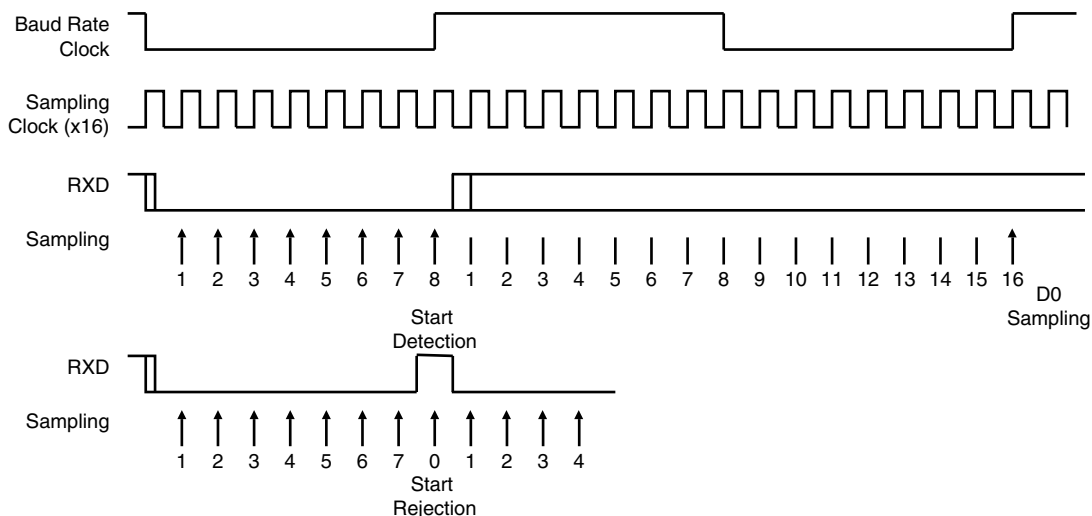 Baud Rate
Clock
Sampling
Clock (x16)
RXD
Sampling
1 2 3 4 5 6 7 8 1 2 3 4 5 6 7 8 9 10 11 12 13 14 15 16
D0
Sampling
Start
Detection
RXD
Sampling
1 2 3 4 5 6 7 0 1 2 3 4
Start
Rejection